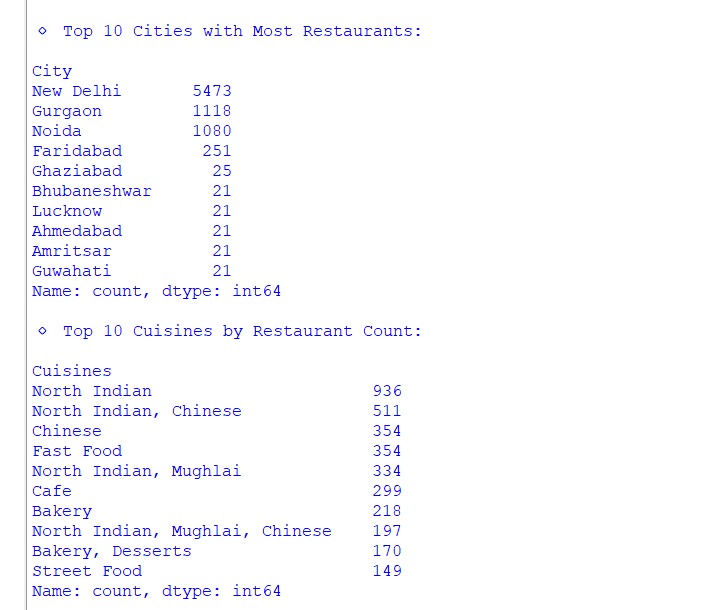 ⋄ Top 10 Cities with Most Restaurants:
City
New Delhi 5473
Gurgaon 1118
Noida 1080
Faridabad 251
Ghaziabad 25
Bhubaneshwar 21
Lucknow 21
Ahmedabad 21
Amritsar 21
Guwahati 21
Name: count, dtype: int64
⋄ Top 10 Cuisines by Restaurant Count:
Cuisines
North Indian 936
North Indian, Chinese 511
Chinese 354
Fast Food 354
North Indian, Mughlai 334
Cafe 299
Bakery 218
North Indian, Mughlai, Chinese 197
Bakery, Desserts 170
Street Food 149
Name: count, dtype: int64